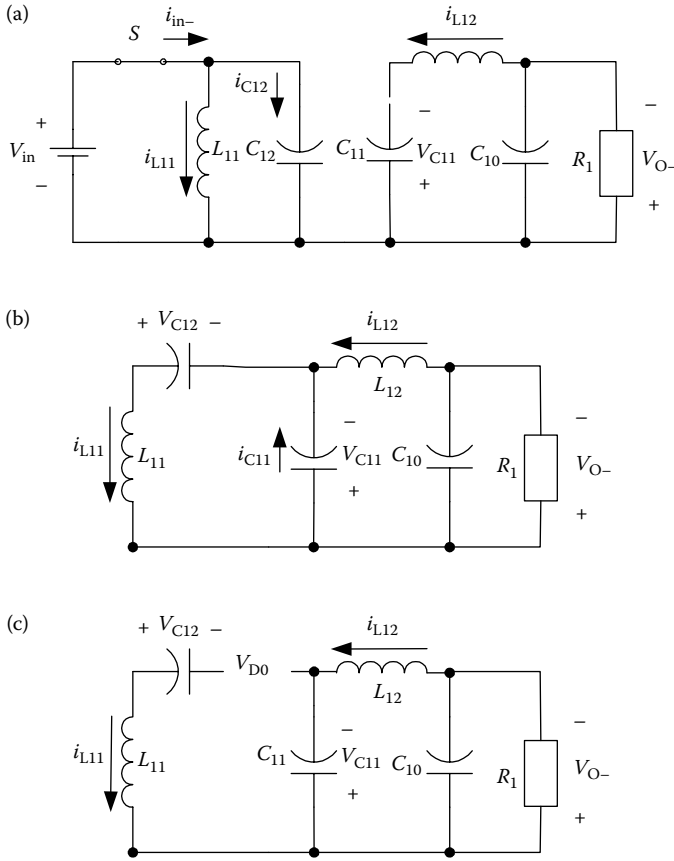 (a)
S
i_in–
i_L12
i_C12
+
V_in
–
i_L11
L_11
C_12
C_11
–
V_C11
+
C_10
R_1
–
V_O–
+
(b)
+ V_C12 –
i_L12
L_12
i_L11
L_11
i_C11
–
V_C11
+
C_10
R_1
–
V_O–
+
(c)
+ V_C12 –
V_D0
i_L12
L_12
i_L11
L_11
C_11
–
V_C11
+
C_10
R_1
–
V_O–
+